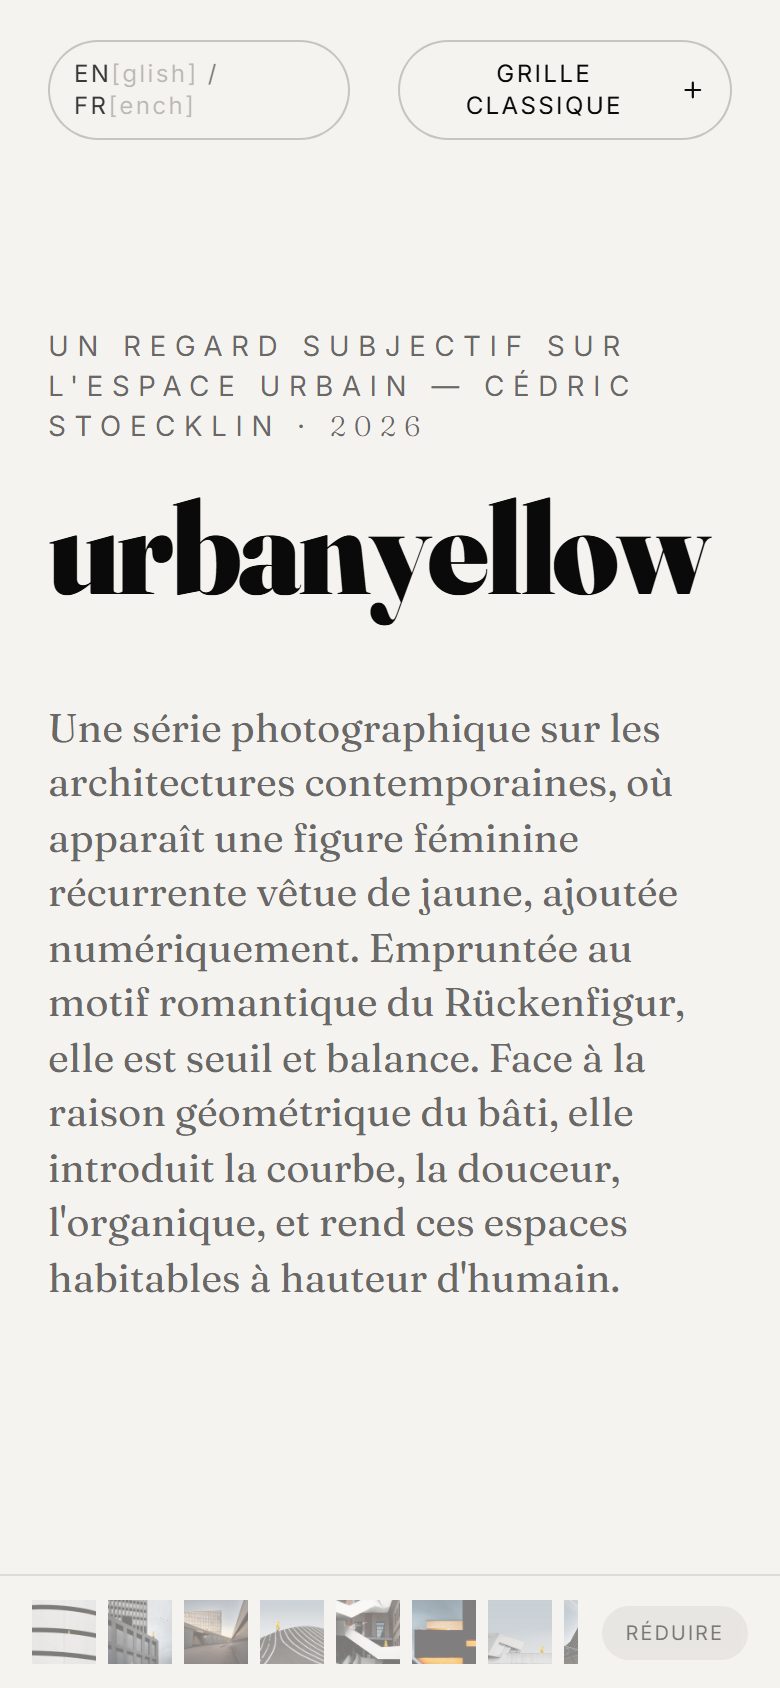 EN[glish] /
FR[ench]
GRILLE
CLASSIQUE
+
UN REGARD SUBJECTIF SUR
L'ESPACE URBAIN — CÉDRIC
STOECKLIN · 2026
urbanyellow
Une série photographique sur les
architectures contemporaines, où
apparaît une figure féminine
récurrente vêtue de jaune, ajoutée
numériquement. Empruntée au
motif romantique du Rückenfigur,
elle est seuil et balance. Face à la
raison géométrique du bâti, elle
introduit la courbe, la douceur,
l'organique, et rend ces espaces
habitables à hauteur d'humain.
RÉDUIRE